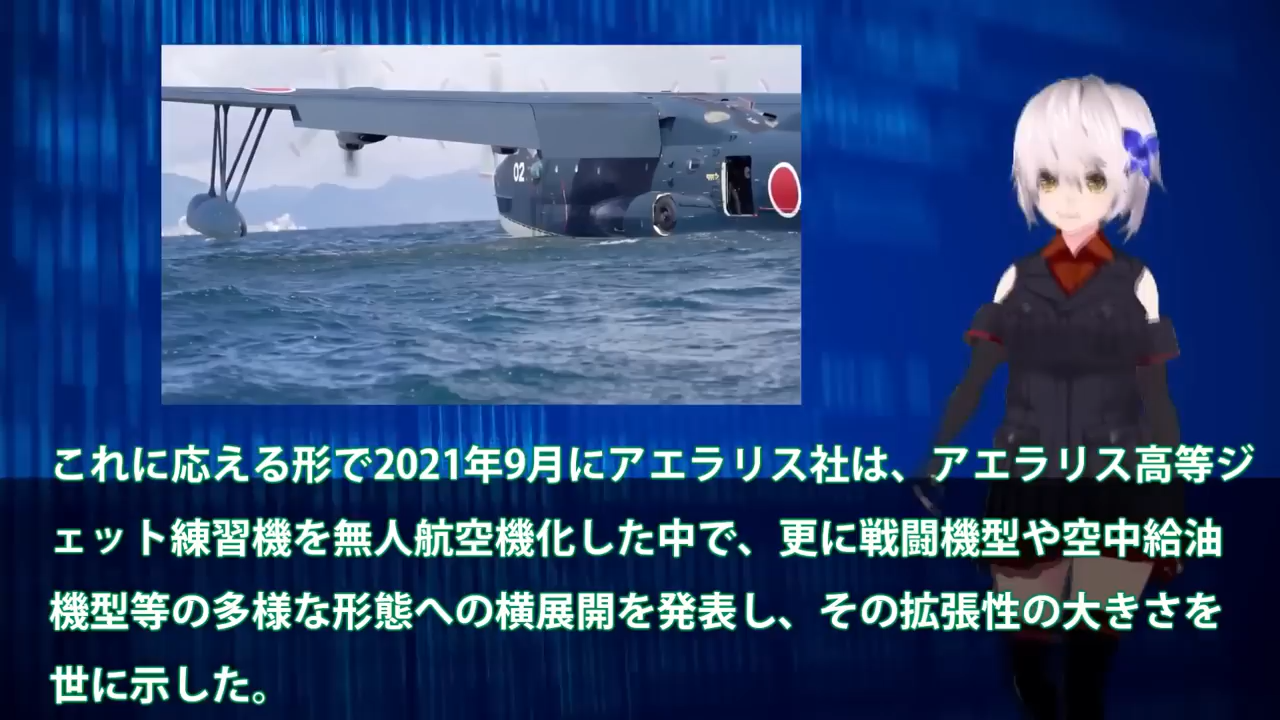 02
これに応える形で2021年9月にアエラリス社は、アエラリス高等ジ
ェット練習機を無人航空機化した中で、更に戦闘機型や空中給油
機型等の多様な形態への横展開を発表し、その拡張性の大きさを
世に示した。